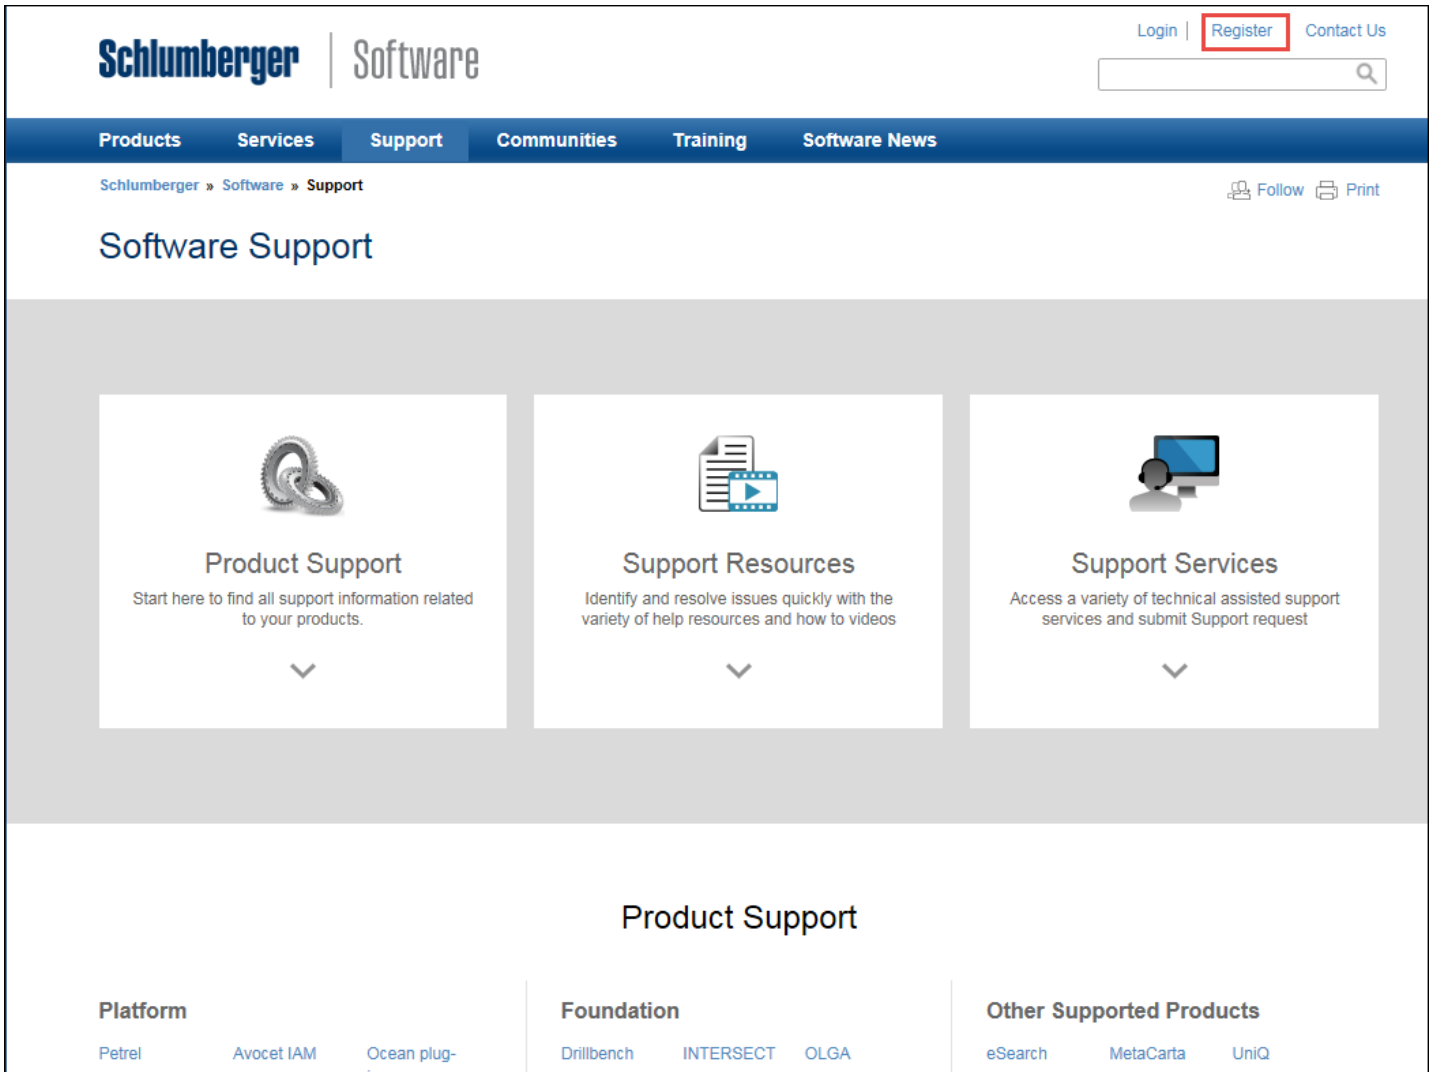 Login | Register Contact Us
Schlumberger | Software
Products Services Support Communities Training Software News
Schlumberger » Software » Support
Follow Print
Software Support
Product Support
Start here to find all support information related
to your products.
Support Resources
Identify and resolve issues quickly with the
variety of help resources and how to videos
Support Services
Access a variety of technical assisted support
services and submit Support request
Product Support
Platform
Petrel Avocet IAM Ocean plug-
Foundation
Drillbench INTERSECT OLGA
Other Supported Products
eSearch MetaCarta UniQ